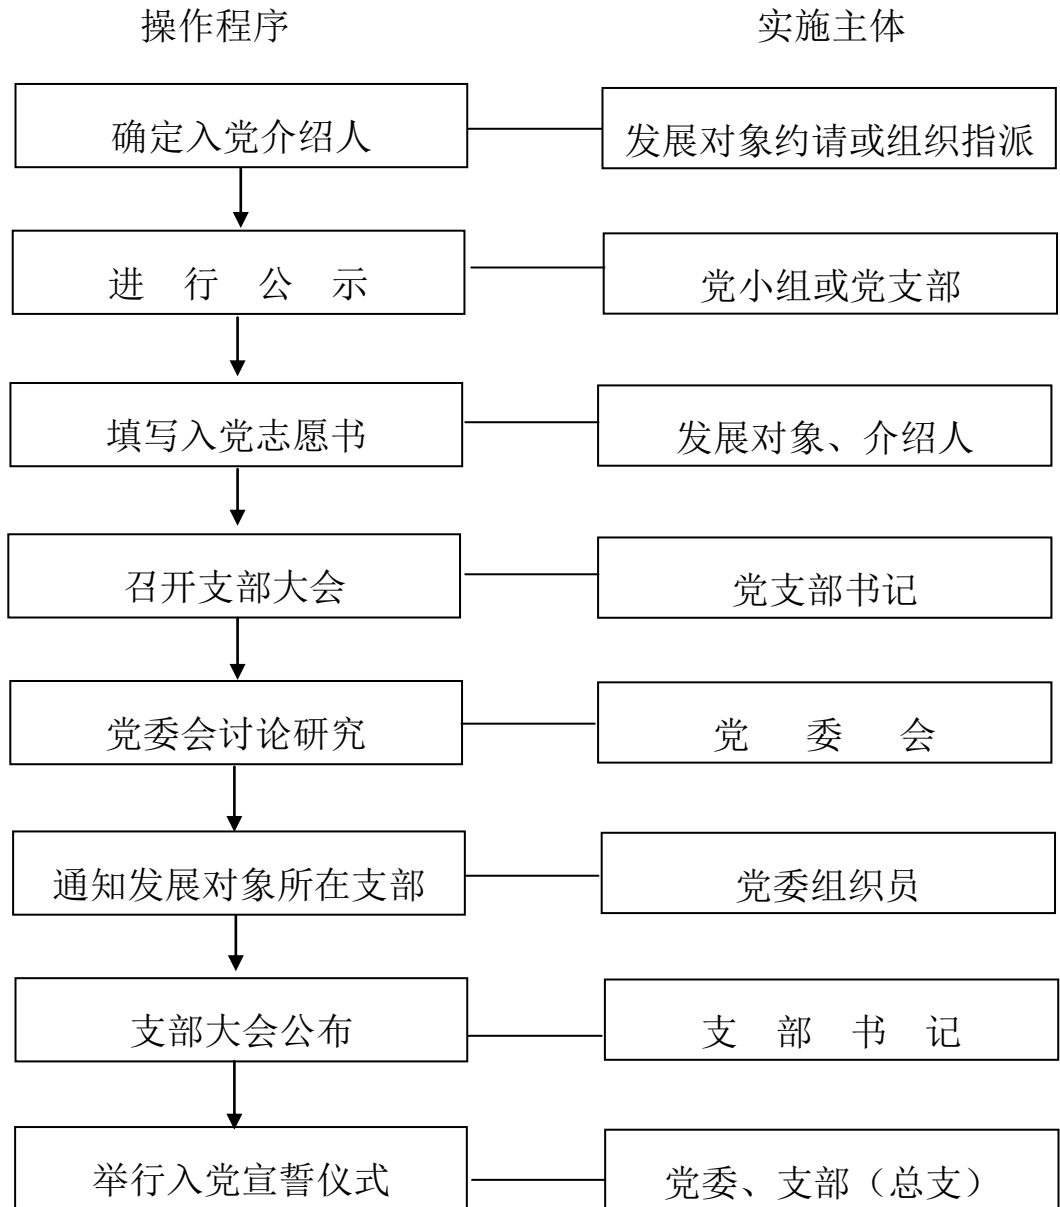 操作程序 实施主体
确定入党介绍人 发展对象约请或组织指派
进 行 公 示 党小组或党支部
填写入党志愿书 发展对象、介绍人
召开支部大会 党支部书记
党委会讨论研究 党 委 会
通知发展对象所在支部 党委组织员
支部大会公布 支 部 书 记
举行入党宣誓仪式 党委、支部（总支）